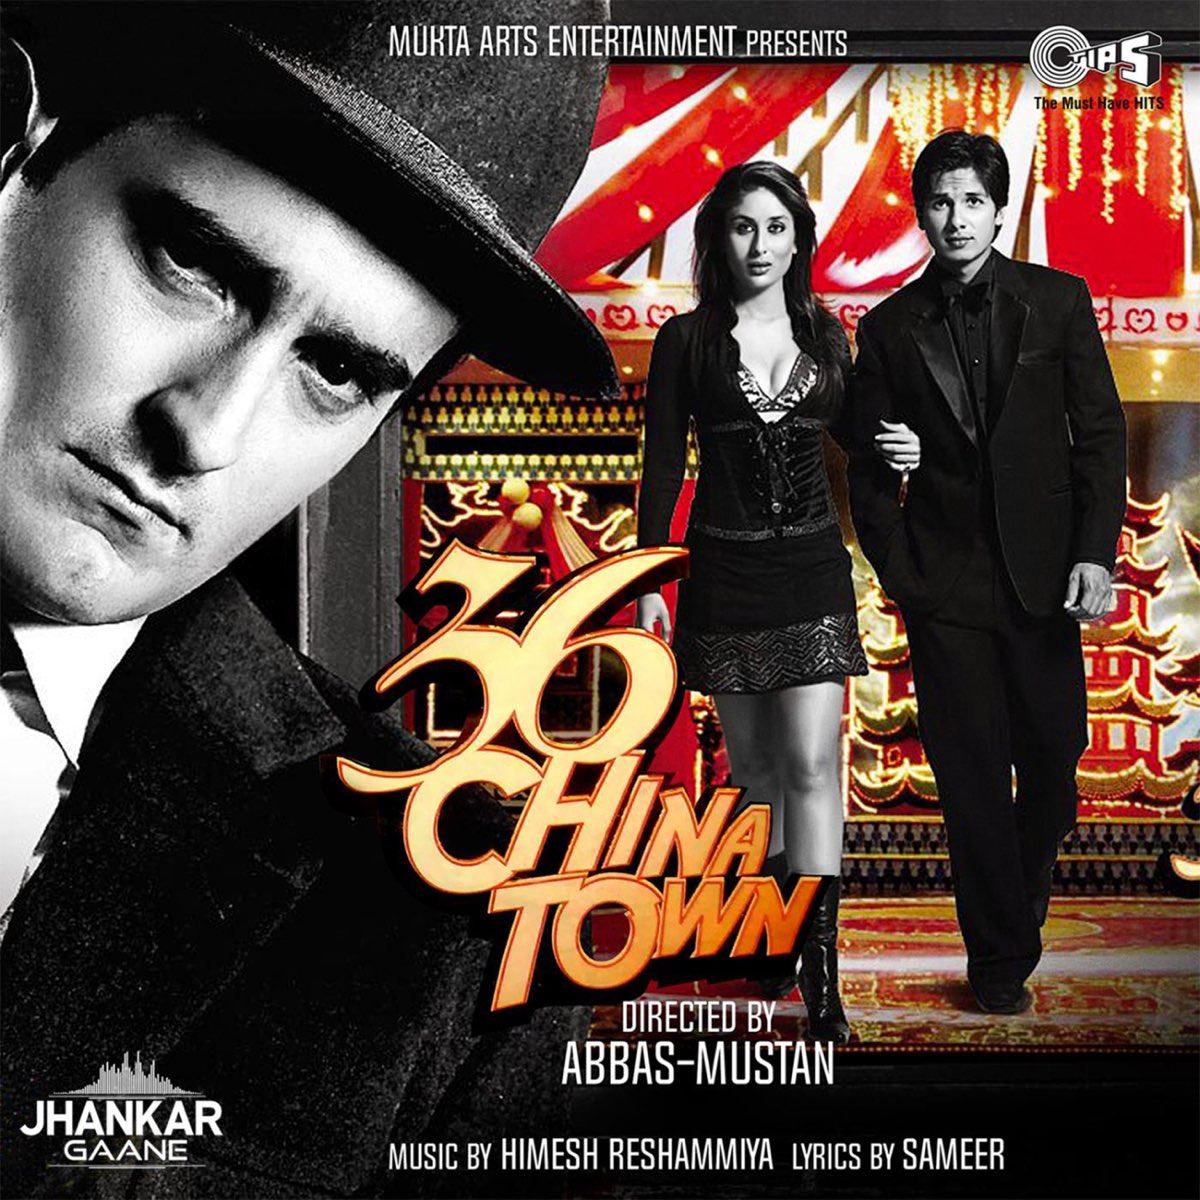 MUKTA ARTS ENTERTAINMENT PRESENTS
TIPS
The Must Have HITS
36
CHINA
TOWN
DIRECTED BY
ABBAS-MUSTAN
JHANKAR
GAANE
MUSIC BY HIMESH RESHAMMIYA LYRICS BY SAMEER